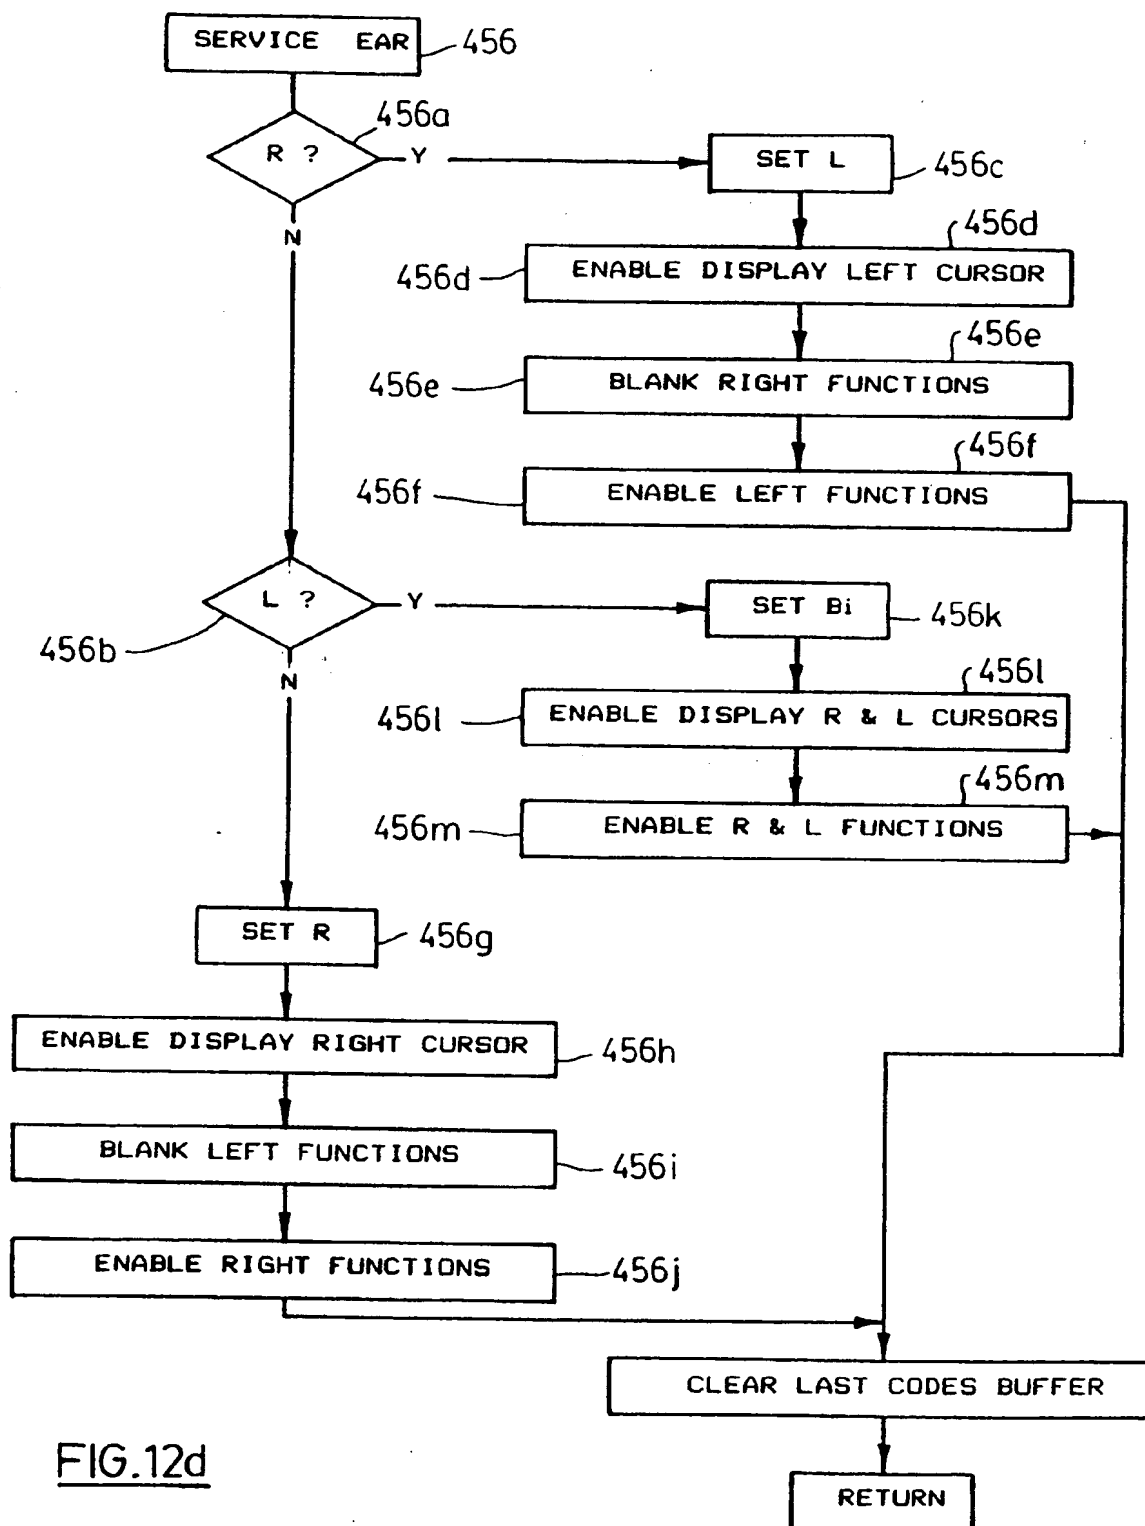 SERVICE EAR
456
456a
R ?
Y
SET L
456c
N
456d
456d
ENABLE DISPLAY LEFT CURSOR
456e
456e
BLANK RIGHT FUNCTIONS
456f
456f
ENABLE LEFT FUNCTIONS
L ?
Y
SET Bi
456k
456b
N
456l
456l
ENABLE DISPLAY R & L CURSORS
456m
456m
ENABLE R & L FUNCTIONS
SET R
456g
ENABLE DISPLAY RIGHT CURSOR
456h
BLANK LEFT FUNCTIONS
456i
ENABLE RIGHT FUNCTIONS
456j
CLEAR LAST CODES BUFFER
RETURN
FIG.12d